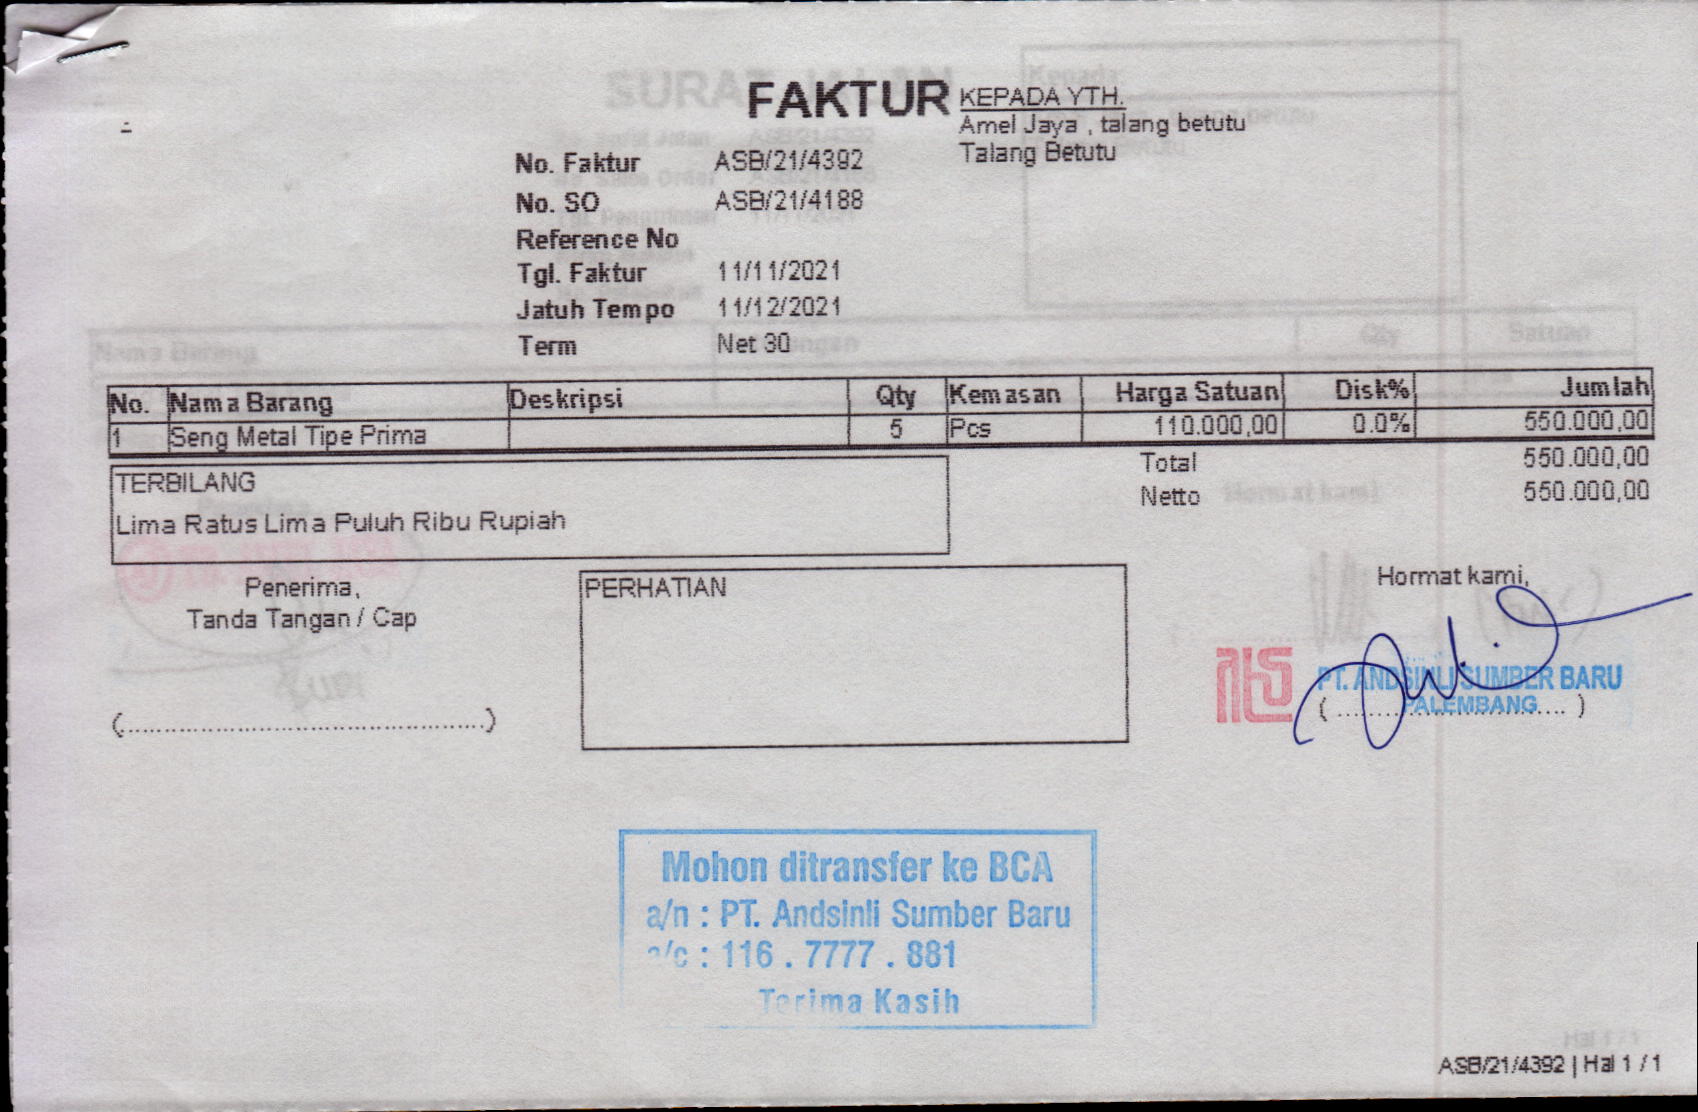 FAKTUR
KEPADA YTH.
Amel Jaya , talang betutu
Talang Betutu
No. Faktur ASB/21/4392
No. SO ASB/21/4188
Reference No
Tgl. Faktur 11/11/2021
Jatuh Tempo 11/12/2021
Term Net 30
No. Nama Barang Deskripsi Qty Kemasan Harga Satuan Disk% Jumlah
1 Seng Metal Tipe Prima 5 Pcs 110.000,00 0.0% 550.000,00
Total 550.000,00
Netto 550.000,00
TERBILANG
Lima Ratus Lima Puluh Ribu Rupiah
Penerima,
Tanda Tangan / Cap
(................................................)
PERHATIAN
Hormat kami,
PT. ANDSINLI SUMBER BARU
PALEMBANG
Mohon ditransfer ke BCA
a/n : PT. Andsinli Sumber Baru
a/c : 116 . 7777 . 881
Terima Kasih
ASB/21/4392 | Hal 1 / 1